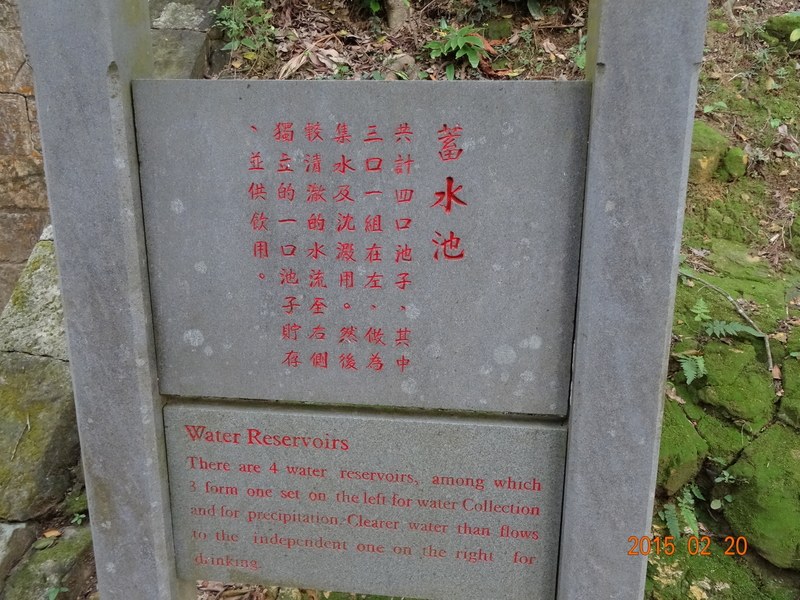 蓄水池
共計四口池子、其中
三口一組在左、做為
集水及沈澱用。然後
較清澈的水流至右側
獨立的一口池子貯存
、並供飲用。
Water Reservoirs
There are 4 water reservoirs, among which
3 form one set on the left for water Collection
and for precipitation. Clearer water than flows
to the independent one on the right for
drinking.
2015 02 20